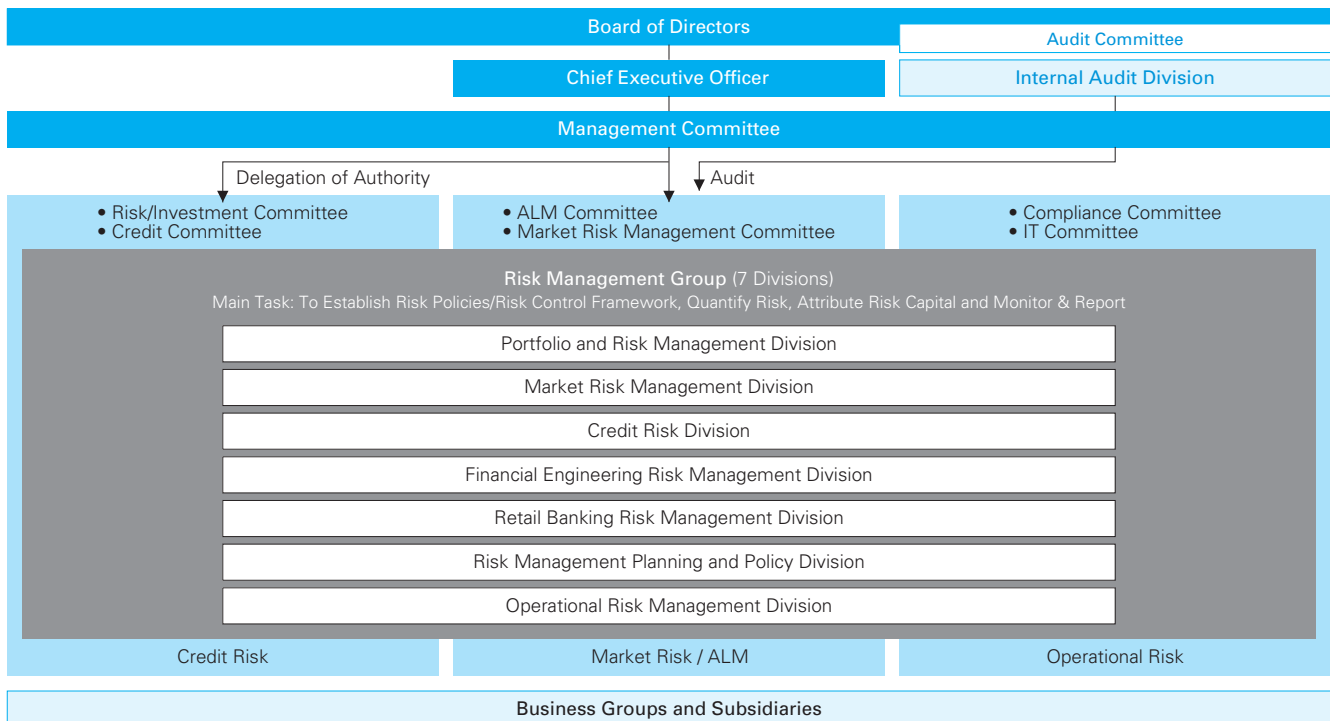 Board of Directors
Audit Committee
Chief Executive Officer
Internal Audit Division
Management Committee
Delegation of Authority
Audit
• Risk/Investment Committee
• Credit Committee
• ALM Committee
• Market Risk Management Committee
• Compliance Committee
• IT Committee
Risk Management Group (7 Divisions)
Main Task: To Establish Risk Policies/Risk Control Framework, Quantify Risk, Attribute Risk Capital and Monitor & Report
Portfolio and Risk Management Division
Market Risk Management Division
Credit Risk Division
Financial Engineering Risk Management Division
Retail Banking Risk Management Division
Risk Management Planning and Policy Division
Operational Risk Management Division
Credit Risk
Market Risk / ALM
Operational Risk
Business Groups and Subsidiaries